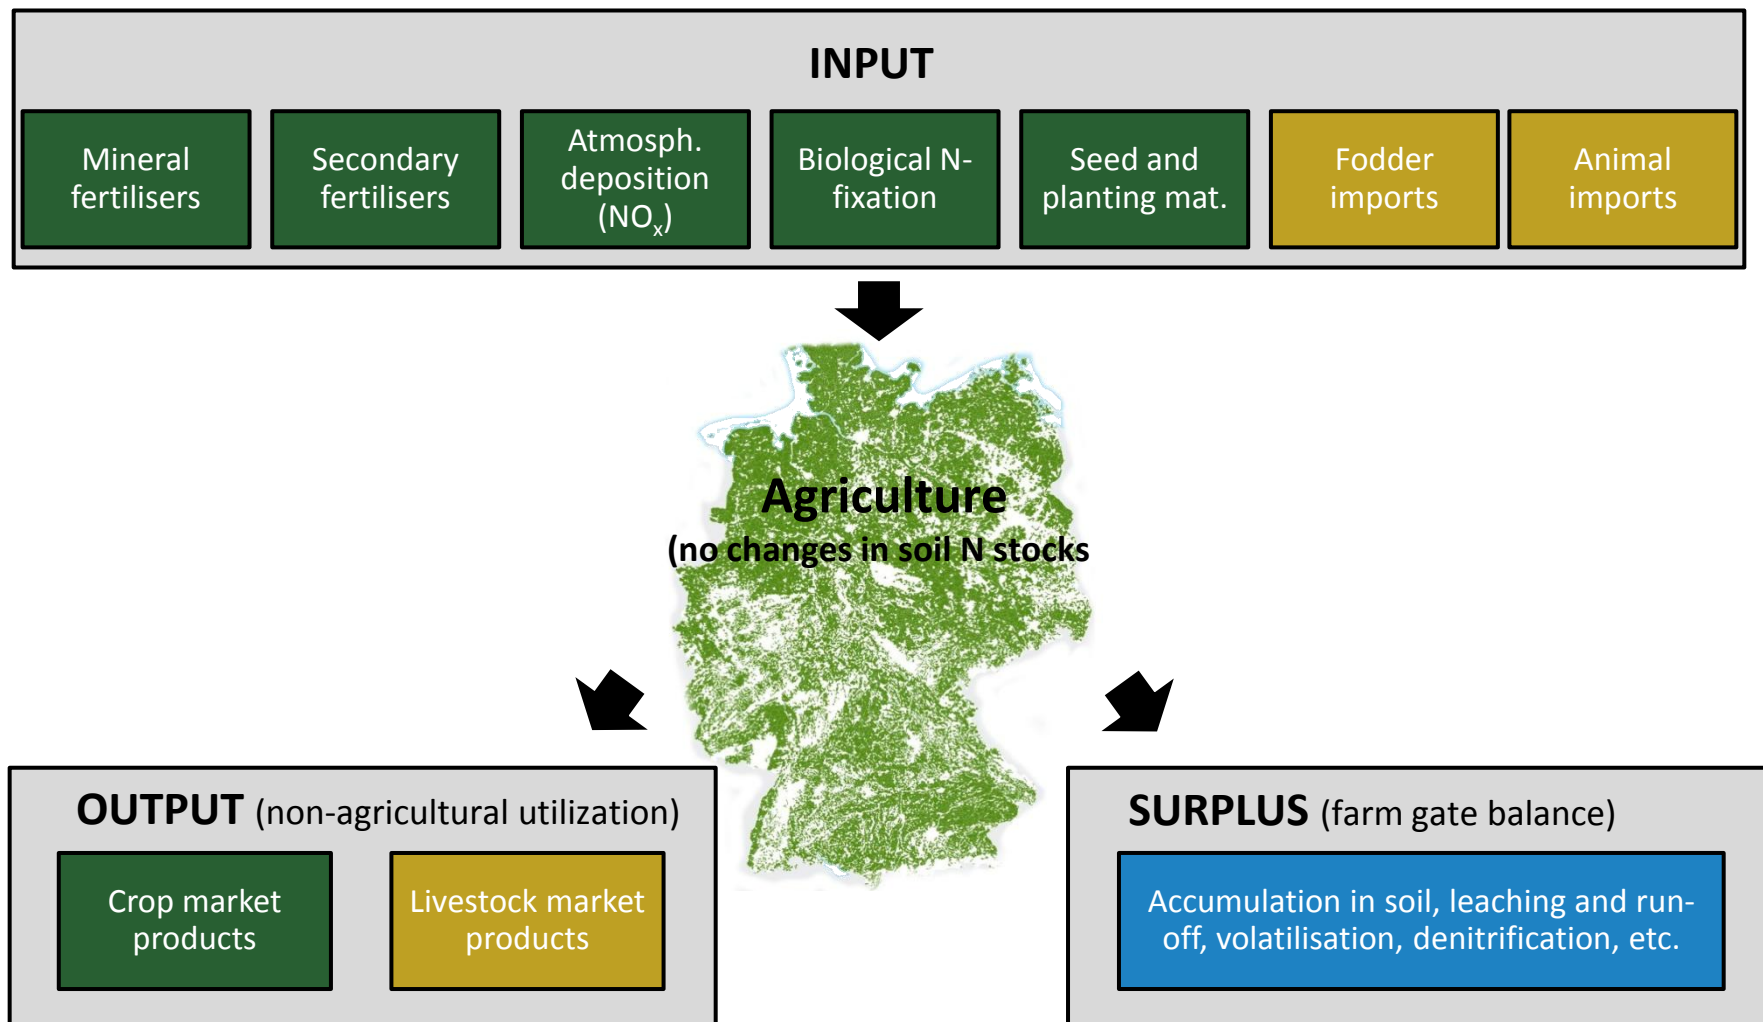 INPUT
Mineral
fertilisers
Secondary
fertilisers
Atmosph.
deposition
(NOx)
Biological N-
fixation
Seed and
planting mat.
Fodder
imports
Animal
imports
Agriculture
(no changes in soil N stocks
OUTPUT (non-agricultural utilization)
Crop market
products
Livestock market
products
SURPLUS (farm gate balance)
Accumulation in soil, leaching and run-
off, volatilisation, denitrification, etc.